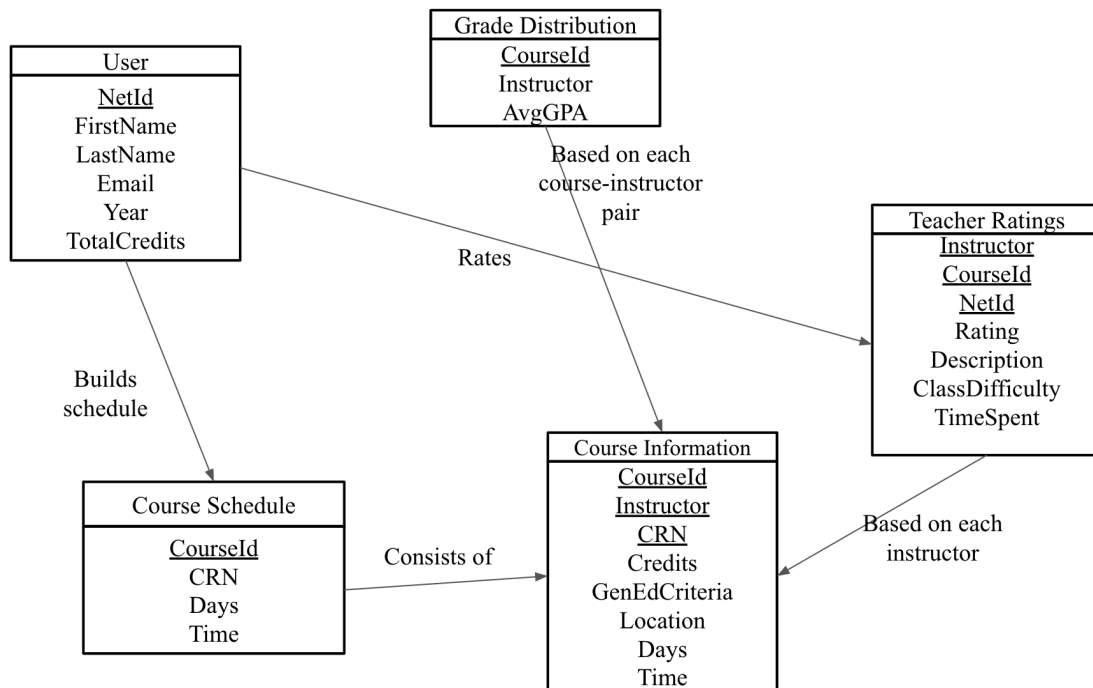 User
NetId
FirstName
LastName
Email
Year
TotalCredits
Grade Distribution
CourseId
Instructor
AvgGPA
Based on each
course-instructor
pair
Rates
Teacher Ratings
Instructor
CourseId
NetId
Rating
Description
ClassDifficulty
TimeSpent
Builds
schedule
Course Schedule
CourseId
CRN
Days
Time
Consists of
Course Information
CourseId
Instructor
CRN
Credits
GenEdCriteria
Location
Days
Time
Based on each
instructor